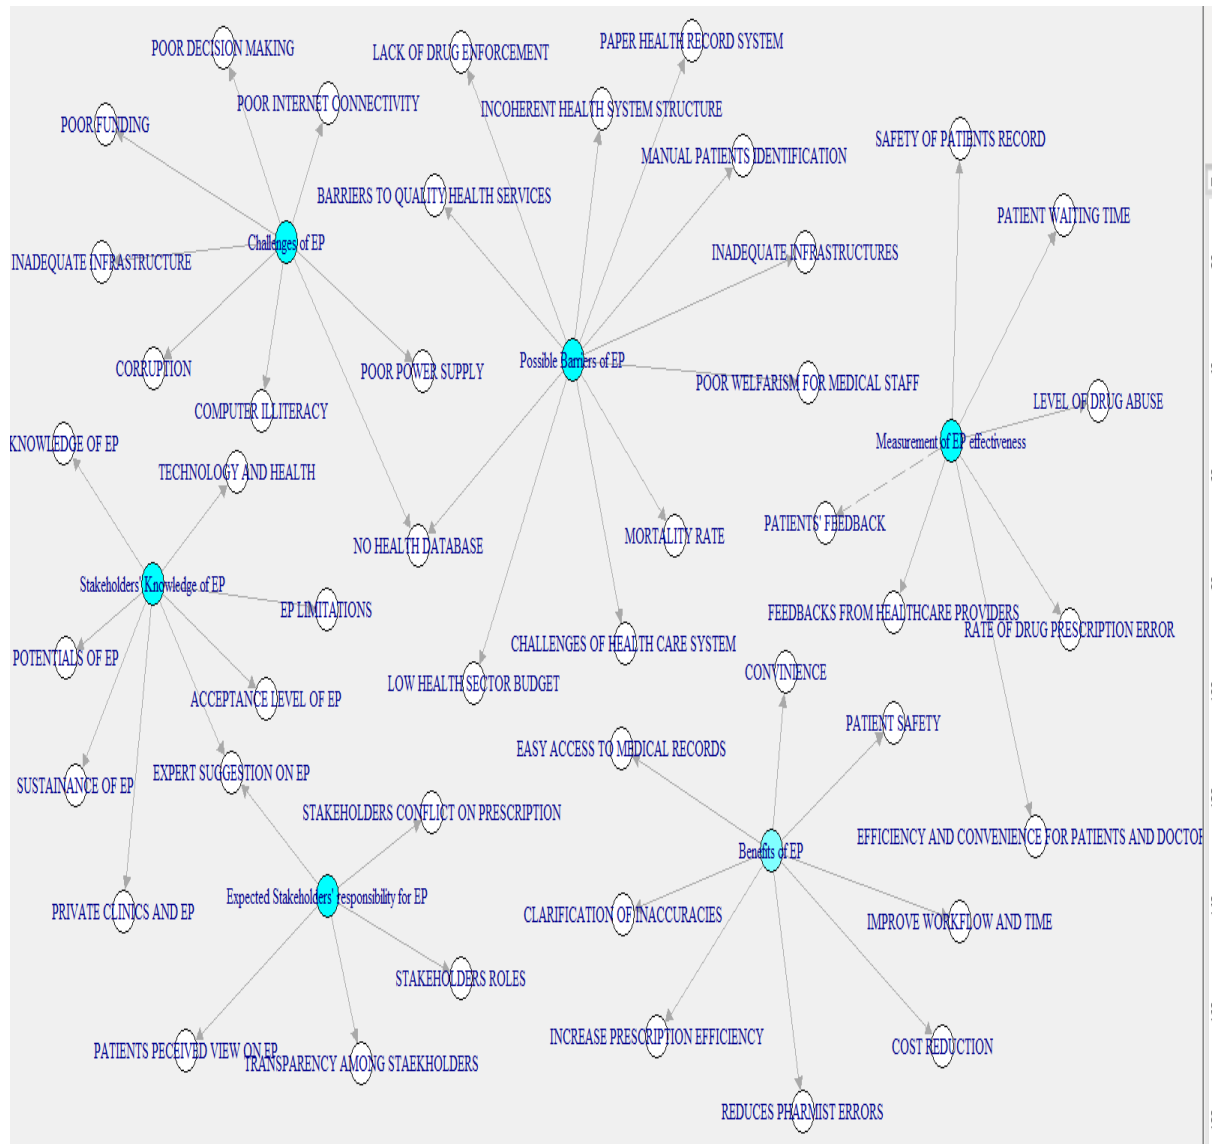 POOR DECISION MAKING
LACK OF DRUG ENFORCEMENT
PAPER HEALTH RECORD SYSTEM
POOR INTERNET CONNECTIVITY
INCOHERENT HEALTH SYSTEM STRUCTURE
POOR FUNDING
SAFETY OF PATIENTS RECORD
MANUAL PATIENTS IDENTIFICATION
BARRIERS TO QUALITY HEALTH SERVICES
PATIENT WAITING TIME
Challenges of EP
INADEQUATE INFRASTRUCTURES
INADEQUATE INFRASTRUCTURE
Possible Barriers of EP
CORRUPTION
POOR POWER SUPPLY
POOR WELFARISM FOR MEDICAL STAFF
COMPUTER ILLITERACY
LEVEL OF DRUG ABUSE
KNOWLEDGE OF EP
Measurement of EP effectiveness
TECHNOLOGY AND HEALTH
PATIENTS' FEEDBACK
NO HEALTH DATABASE
MORTALITY RATE
Stakeholders' Knowledge of EP
EP LIMITATIONS
FEEDBACKS FROM HEALTHCARE PROVIDERS
RATE OF DRUG PRESCRIPTION ERROR
CHALLENGES OF HEALTH CARE SYSTEM
POTENTIALS OF EP
CONVINIENCE
LOW HEALTH SECTOR BUDGET
ACCEPTANCE LEVEL OF EP
PATIENT SAFETY
EASY ACCESS TO MEDICAL RECORDS
EXPERT SUGGESTION ON EP
SUSTAINANCE OF EP
STAKEHOLDERS CONFLICT ON PRESCRIPTION
EFFICIENCY AND CONVENIENCE FOR PATIENTS AND DOCTOR
Benefits of EP
Expected Stakeholders' responsibility for EP
PRIVATE CLINICS AND EP
CLARIFICATION OF INACCURACIES
IMPROVE WORKFLOW AND TIME
STAKEHOLDERS ROLES
INCREASE PRESCRIPTION EFFICIENCY
COST REDUCTION
PATIENTS PECEIVED VIEW ON EP
TRANSPARENCY AMONG STAEKHOLDERS
REDUCES PHARMIST ERRORS